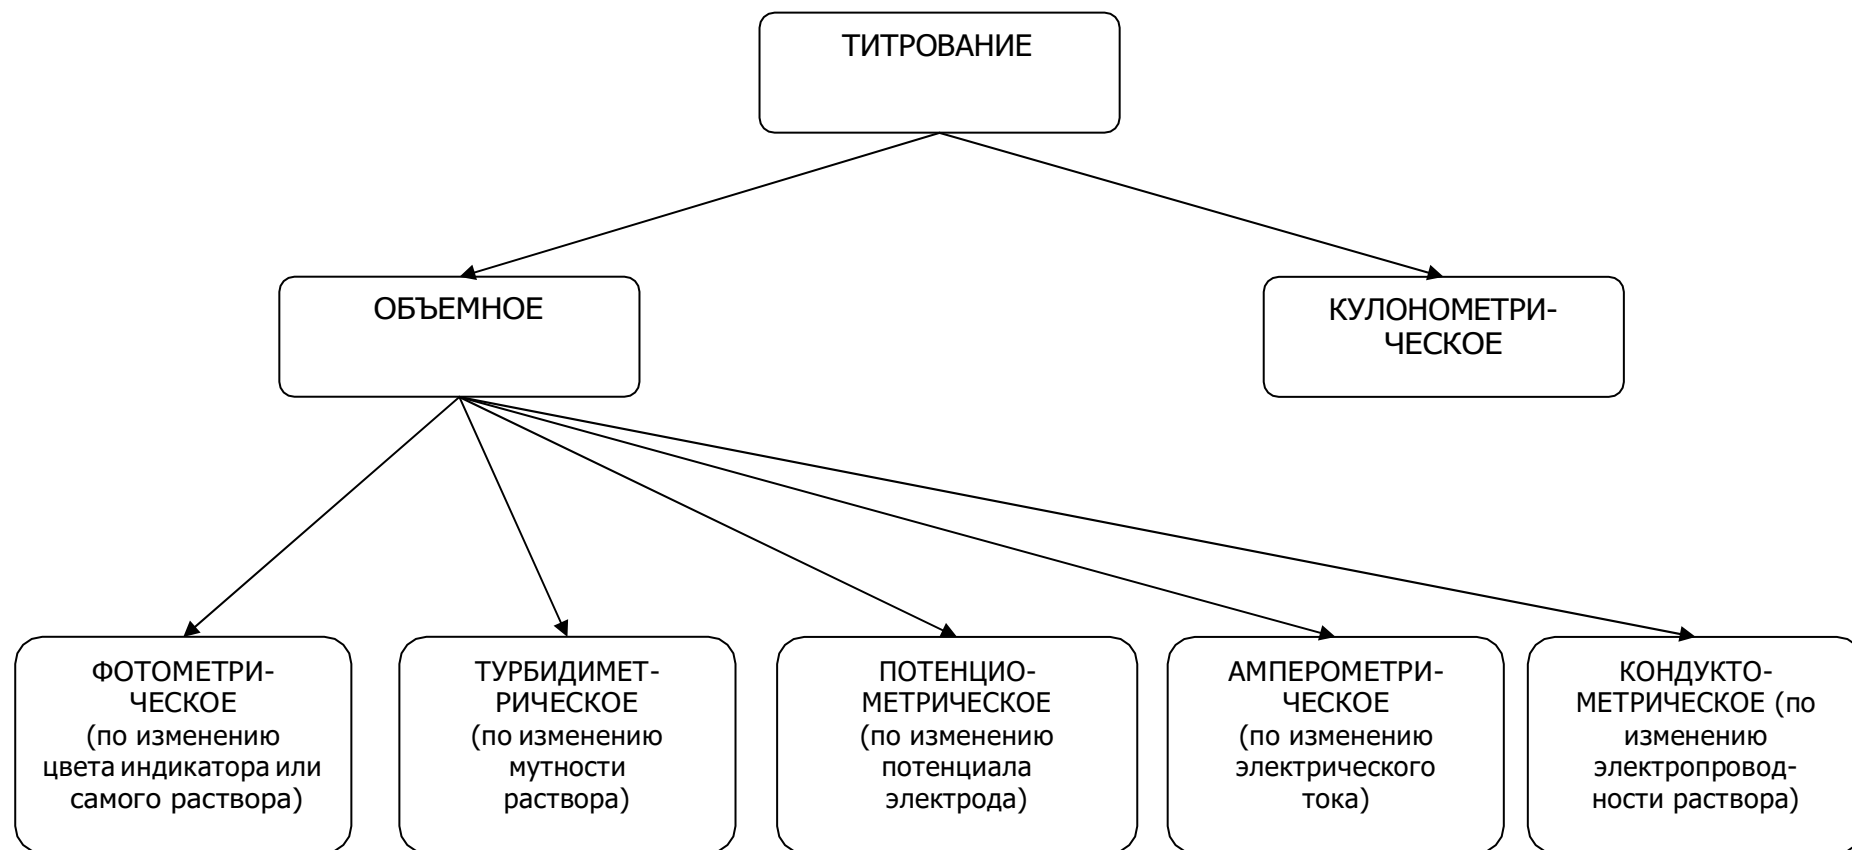 ТИТРОВАНИЕ
ОБЪЕМНОЕ
КУЛОНОМЕТРИ-
ЧЕСКОЕ
ФОТОМЕТРИ-
ЧЕСКОЕ
(по изменению
цвета индикатора или
самого раствора)
ТУРБИДИМЕТ-
РИЧЕСКОЕ
(по изменению
мутности
раствора)
ПОТЕНЦИО-
МЕТРИЧЕСКОЕ
(по изменению
потенциала
электрода)
АМПЕРОМЕТРИ-
ЧЕСКОЕ
(по изменению
электрического
тока)
КОНДУКТО-
МЕТРИЧЕСКОЕ (по
изменению
электропровод-
ности раствора)